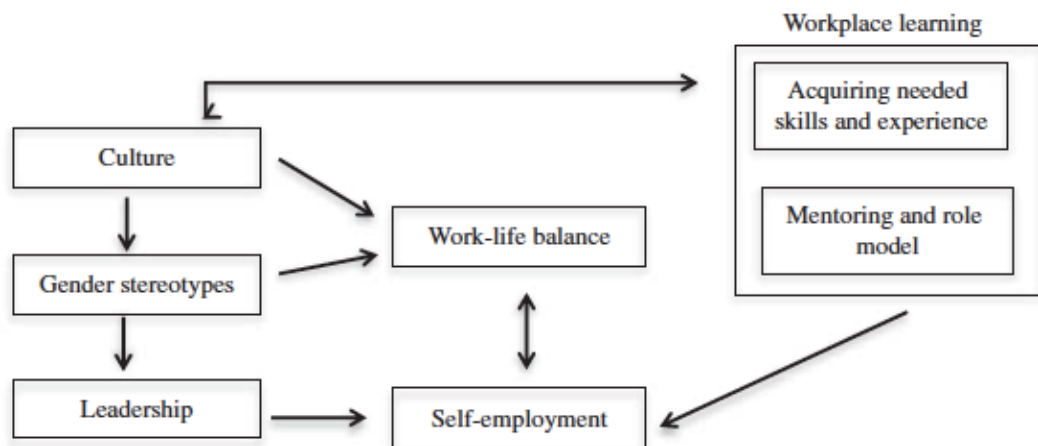 Workplace learning
Acquiring needed
skills and experience
Culture
Mentoring and role
model
Work-life balance
Gender stereotypes
Leadership
Self-employment